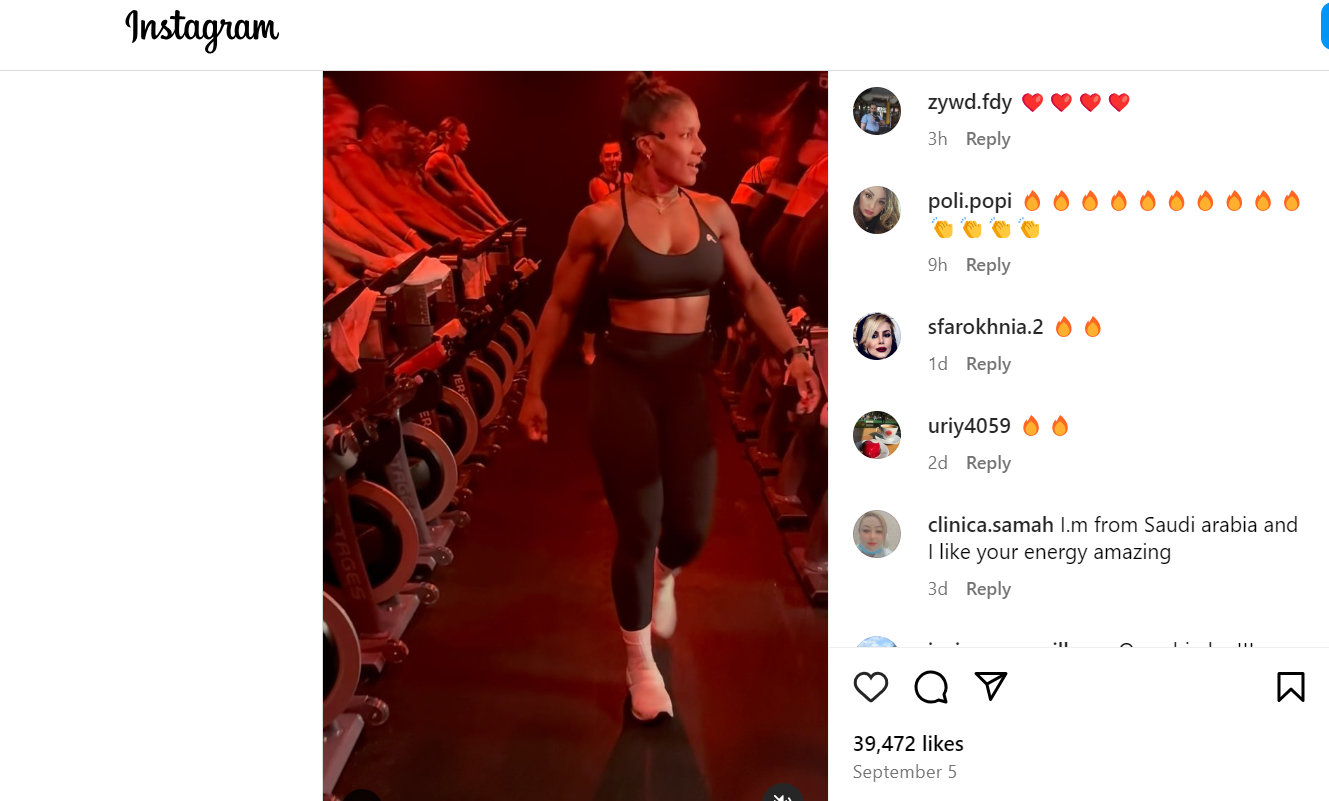 Instagram
zywd.fdy ❤️❤️❤️❤️
3h Reply
poli.popi 🔥🔥🔥🔥🔥🔥🔥🔥🔥🔥
👏👏👏👏
9h Reply
sfarokhnia.2 🔥🔥
1d Reply
uriy4059 🔥🔥
2d Reply
clinica.samah I.m from Saudi arabia and
I like your energy amazing
3d Reply
39,472 likes
September 5
STAGES